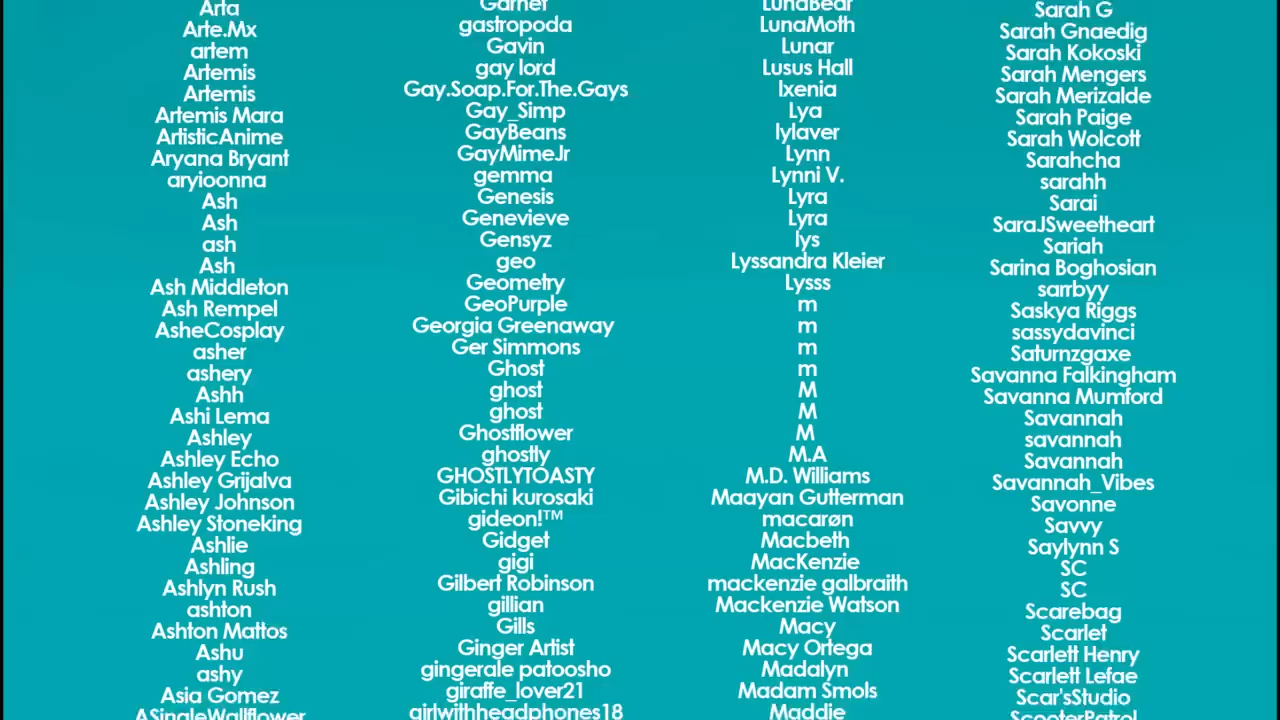 Arta
Arte.Mx
artem
Artemis
Artemis
Artemis Mara
ArtisticAnime
Aryana Bryant
aryioonna
Ash
Ash
ash
Ash
Ash Middleton
Ash Rempel
AsheCosplay
asher
ashery
Ashh
Ashi Lema
Ashley
Ashley Echo
Ashley Grijalva
Ashley Johnson
Ashley Stoneking
Ashlie
Ashling
Ashlyn Rush
ashton
Ashton Mattos
Ashu
ashy
Asia Gomez
ASingleWallflower
Garnet
gastropoda
Gavin
gay lord
Gay.Soap.For.The.Gays
Gay_Simp
GayBeans
GayMimeJr
gemma
Genesis
Genevieve
Gensyz
geo
Geometry
GeoPurple
Georgia Greenaway
Ger Simmons
Ghost
ghost
ghost
Ghostflower
ghostly
GHOSTLYTOASTY
Gibichi kurosaki
gideon!™
Gidget
gigi
Gilbert Robinson
gillian
Gills
Ginger Artist
gingerale patoosho
giraffe_lover21
girlwithheadphones18
LunaBear
LunaMoth
Lunar
Lusus Hall
lxenia
Lya
lylaver
Lynn
Lynni V.
Lyra
Lyra
lys
Lyssandra Kleier
Lysss
m
m
m
m
M
M
M
M.A
M.D. Williams
Maayan Gutterman
macarøn
Macbeth
MacKenzie
mackenzie galbraith
Mackenzie Watson
Macy
Macy Ortega
Madalyn
Madam Smols
Maddie
Sarah G
Sarah Gnaedig
Sarah Kokoski
Sarah Mengers
Sarah Merizalde
Sarah Paige
Sarah Wolcott
Sarahcha
sarahh
Sarai
SaraJSweetheart
Sariah
Sarina Boghosian
sarrbyy
Saskya Riggs
sassydavinci
Saturnzgaxe
Savanna Falkingham
Savanna Mumford
Savannah
savannah
Savannah
Savannah_Vibes
Savonne
Savvy
Saylynn S
SC
SC
Scarebag
Scarlet
Scarlett Henry
Scarlett Lefae
Scar'sStudio
ScooterPatrol